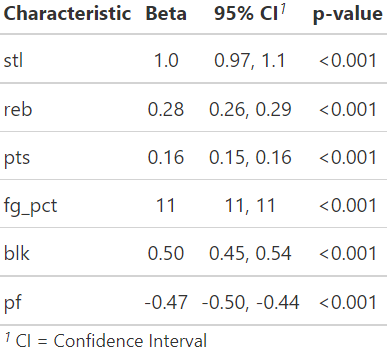 Characteristic Beta 95% CI1 p-value
stl 1.0 0.97, 1.1 <0.001
reb 0.28 0.26, 0.29 <0.001
pts 0.16 0.15, 0.16 <0.001
fg_pct 11 11, 11 <0.001
blk 0.50 0.45, 0.54 <0.001
pf -0.47 -0.50, -0.44 <0.001
1 CI = Confidence Interval